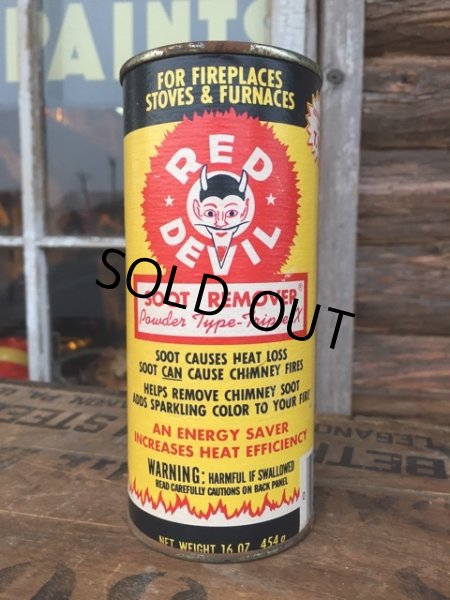 PAINTS
FOR FIREPLACES
STOVES & FURNACES
RED
DEVIL
SOOT REMOVER®
Powder Type-Triple X
SOLD OUT
SOOT CAUSES HEAT LOSS
SOOT CAN CAUSE CHIMNEY FIRES
HELPS REMOVE CHIMNEY SOOT
ADDS SPARKLING COLOR TO YOUR FIRE
AN ENERGY SAVER
INCREASES HEAT EFFICIENCY
WARNING: HARMFUL IF SWALLOWED
READ CAREFULLY CAUTIONS ON BACK PANEL
NET WEIGHT 16 OZ. 454g